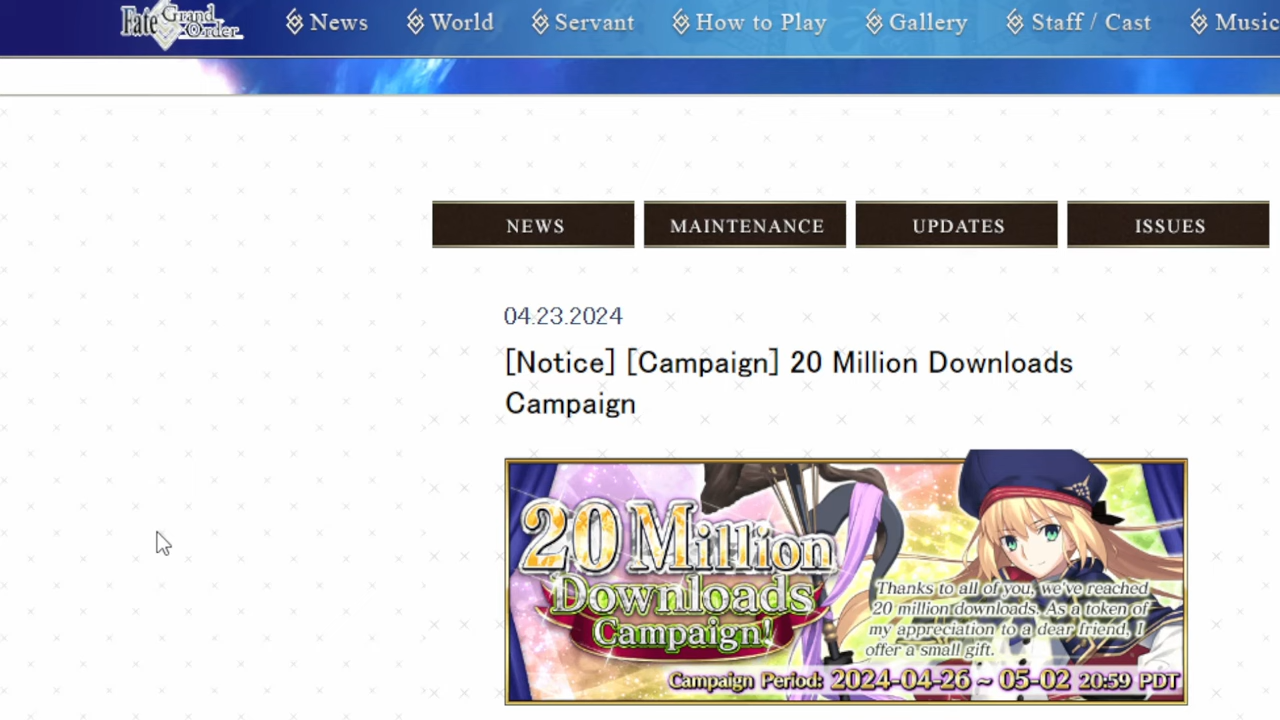 Fate Grand Order
News World Servant How to Play Gallery Staff / Cast Music
NEWS MAINTENANCE UPDATES ISSUES
04.23.2024
[Notice] [Campaign] 20 Million Downloads
Campaign
20 Million
Downloads
Campaign!
Thanks to all of you, we've reached
20 million downloads. As a token of
my appreciation to a dear friend, I
offer a small gift.
Campaign Period: 2024-04-26 ~ 05-02 20:59 PDT